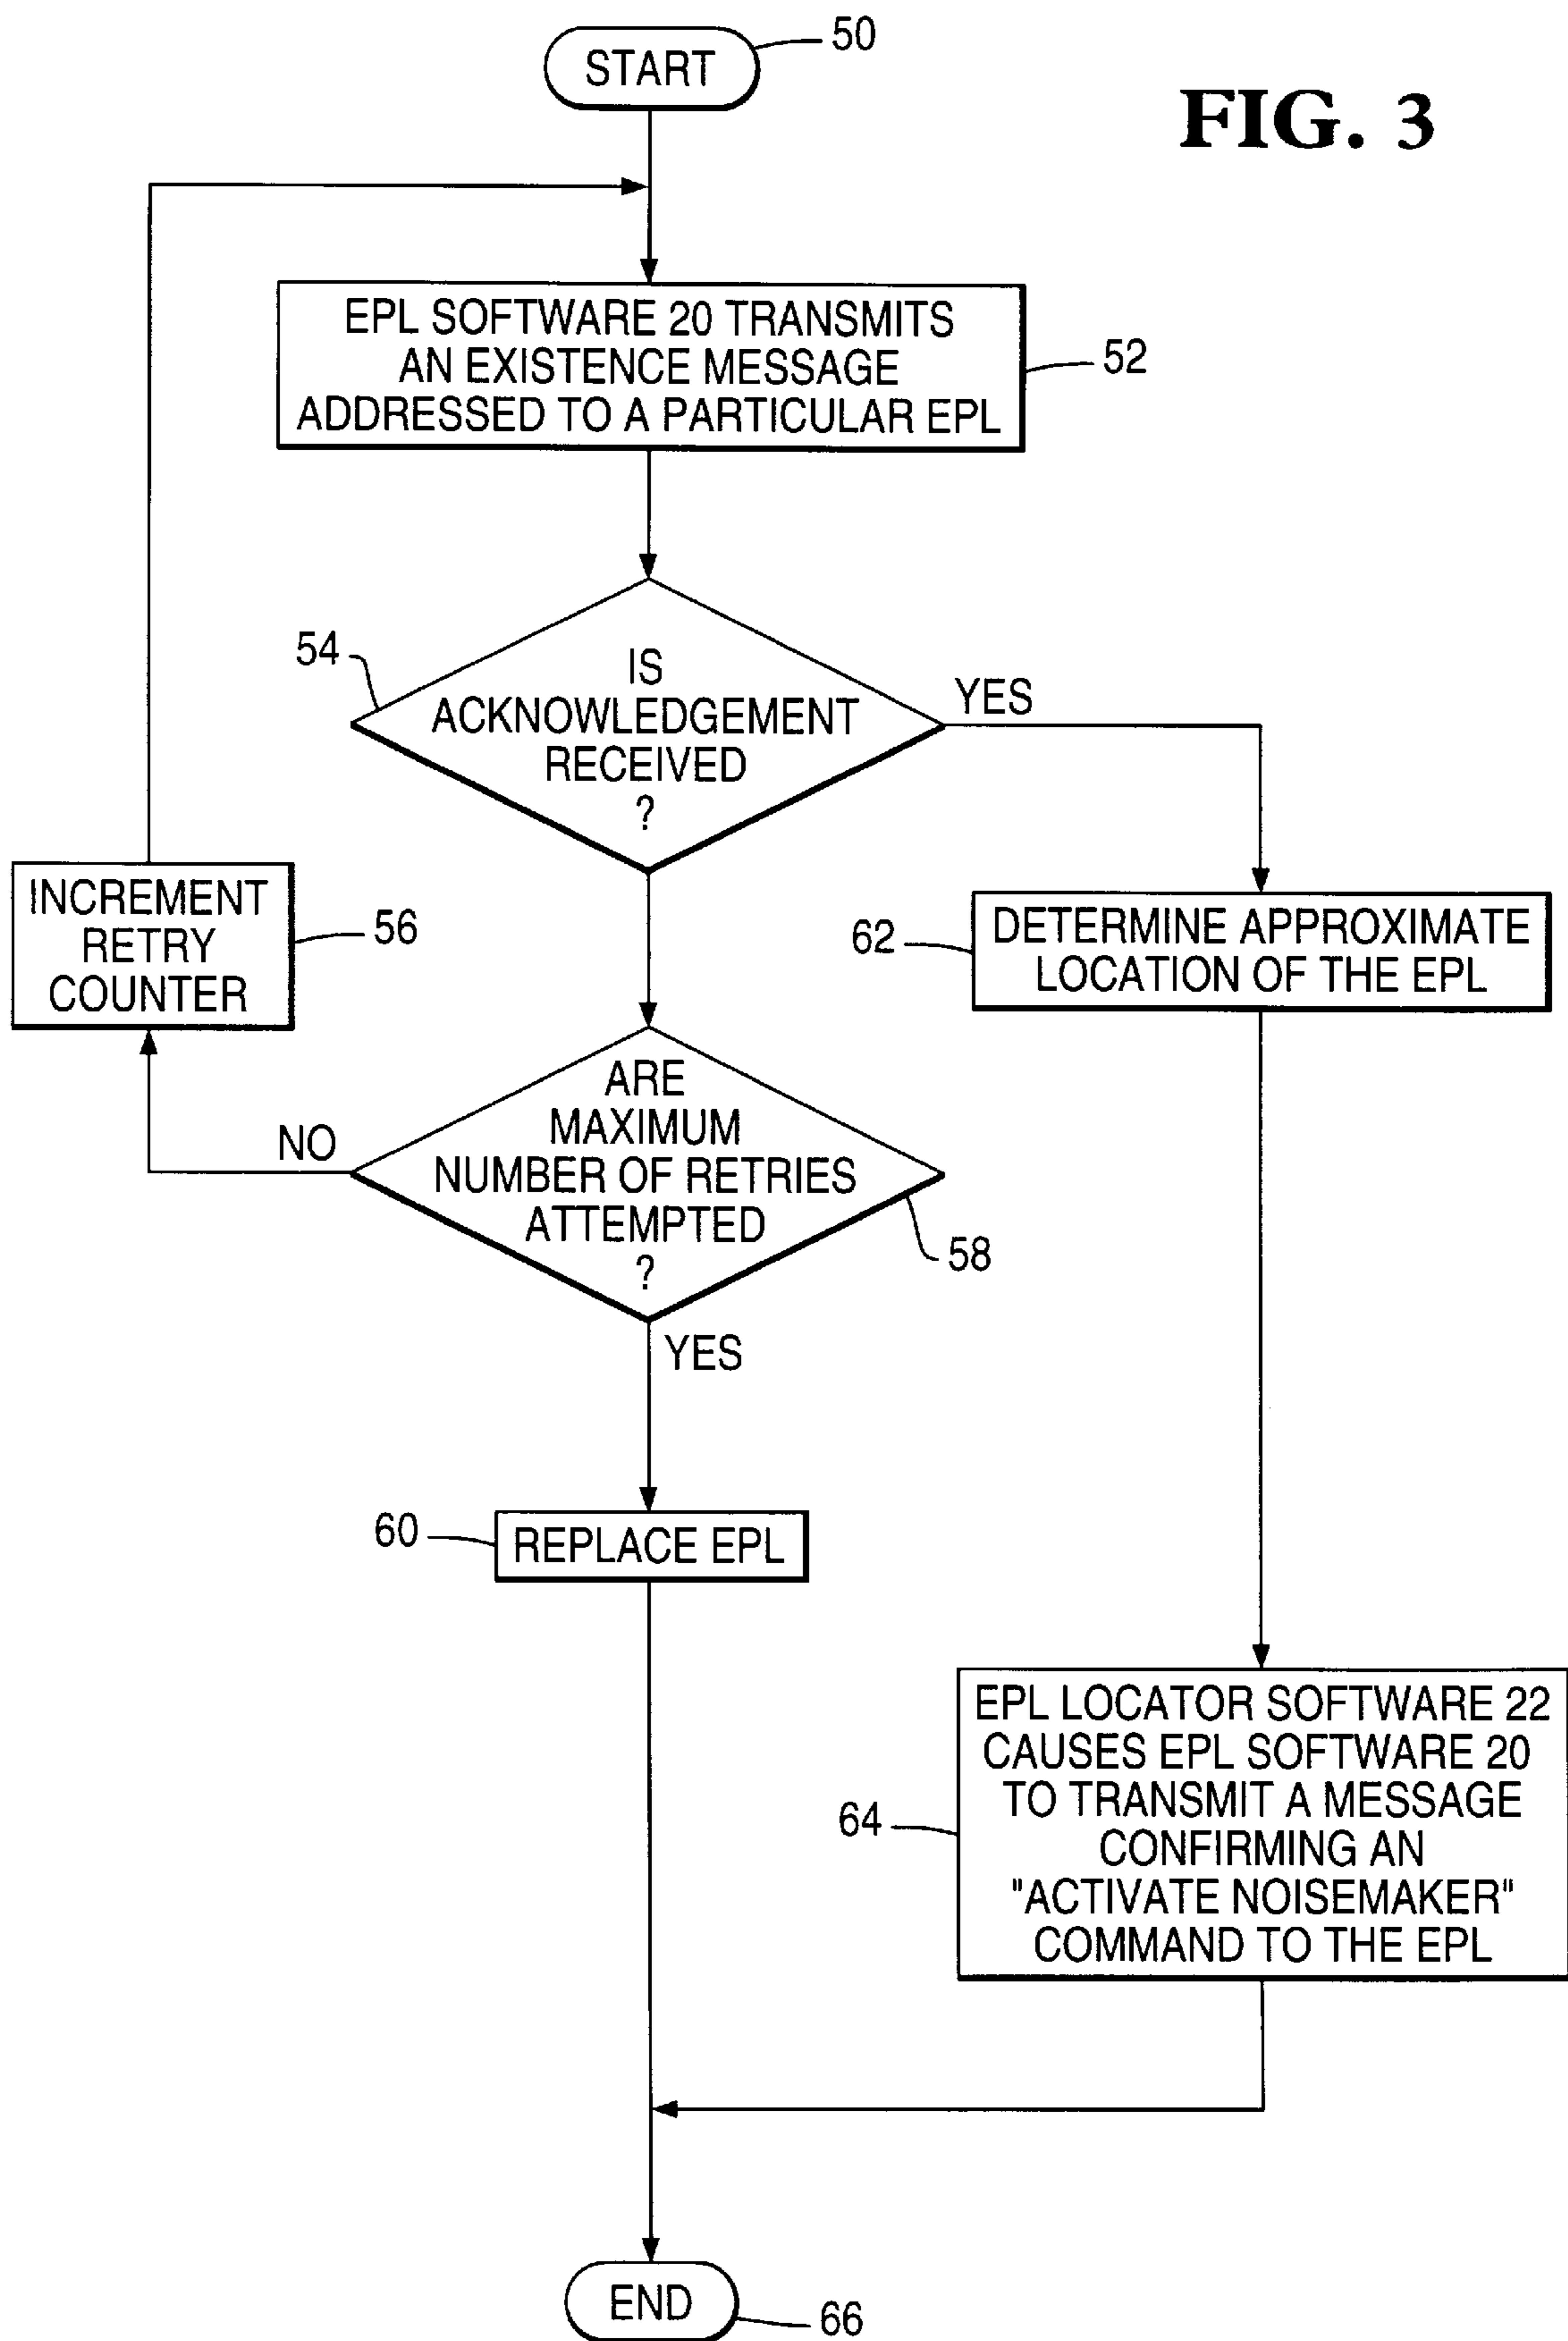 START
50
FIG. 3
EPL SOFTWARE 20 TRANSMITS
AN EXISTENCE MESSAGE
ADDRESSED TO A PARTICULAR EPL
52
54
IS
ACKNOWLEDGEMENT
RECEIVED
?
YES
INCREMENT
RETRY
COUNTER
56
62
DETERMINE APPROXIMATE
LOCATION OF THE EPL
ARE
MAXIMUM
NUMBER OF RETRIES
ATTEMPTED
?
NO
58
YES
60
REPLACE EPL
EPL LOCATOR SOFTWARE 22
CAUSES EPL SOFTWARE 20
TO TRANSMIT A MESSAGE
CONFIRMING AN
"ACTIVATE NOISEMAKER"
COMMAND TO THE EPL
64
END
66